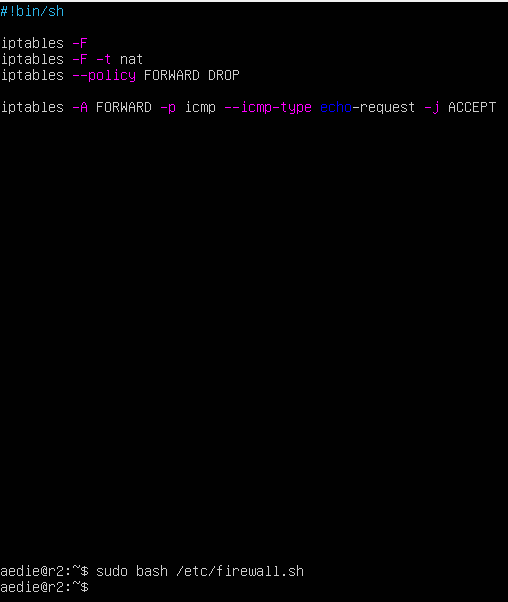 #!bin/sh
iptables -F
iptables -F -t nat
iptables --policy FORWARD DROP
iptables -A FORWARD -p icmp --icmp-type echo-request -j ACCEPT
aedie@r2:~$ sudo bash /etc/firewall.sh
aedie@r2:~$